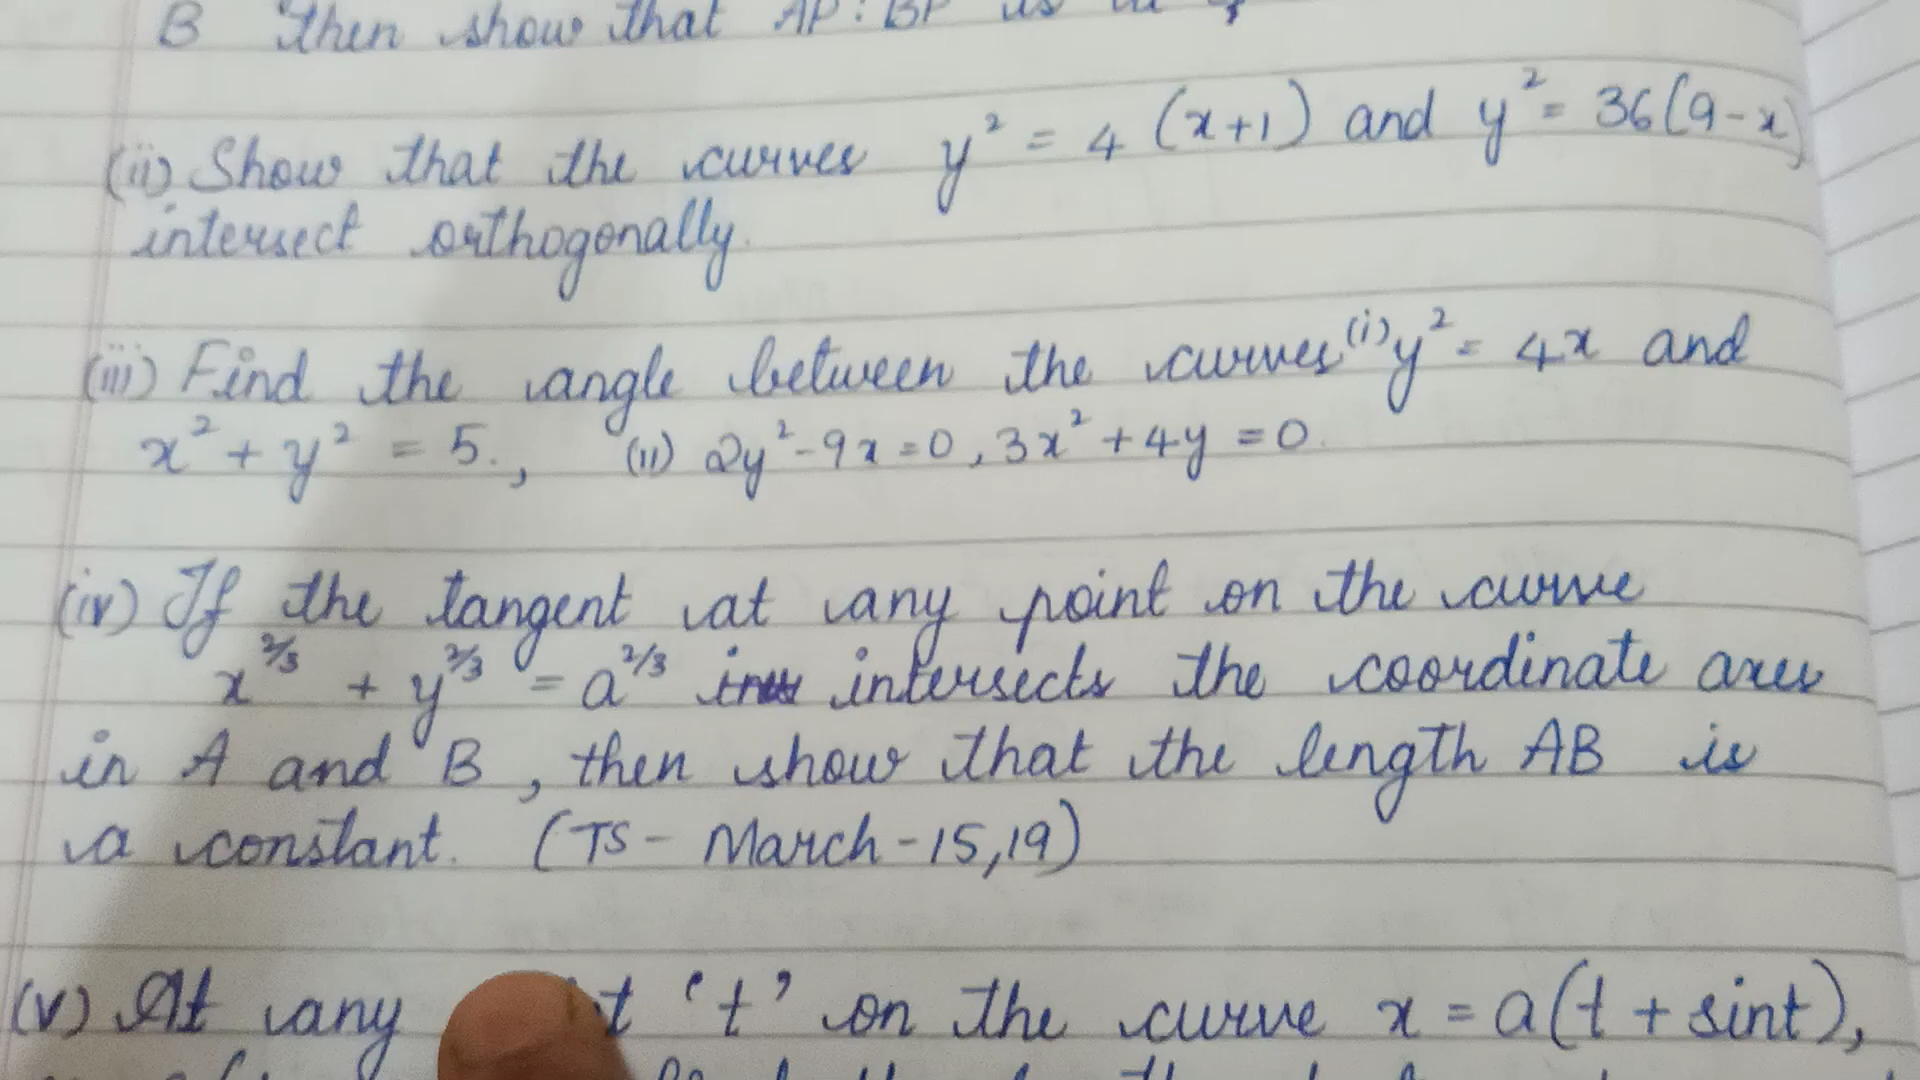 B then show that AP : BP is
(ii) Show that the curves y² = 4 (x+1) and y² = 36(9-x)
intersect orthogonally.
(iii) Find the angle between the curves (i) y² = 4x and
x² + y² = 5., (ii) 2y² - 9x = 0, 3x² + 4y = 0.
(iv) If the tangent at any point on the curve
x^2/3 + y^2/3 = a^2/3 intersects the coordinate axes
in A and B, then show that the length AB is
a constant. (TS - March - 15,19)
(v) At any 't' on the curve x = a(t + sint),